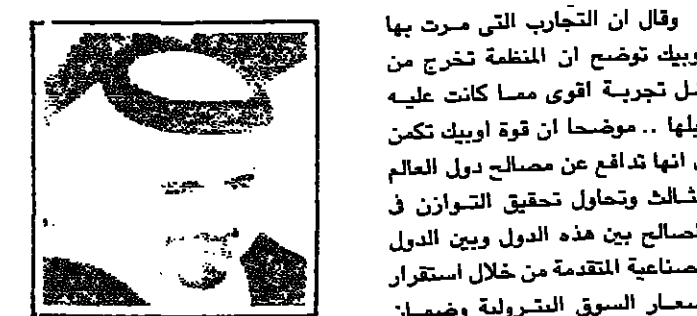 وقال ان التجارب التى مرت بها
وبيك توضح ان المنظمة تخرج من
ل تجربة اقوى مما كانت عليه
بلها .. موضحا ان قوة اوبيك تكمن
انها تدافع عن مصالح دول العالم
ثالث وتحاول تحقيق التوازن فى
صالح بين هذه الدول وبين الدول
صناعية المتقدمة من خلال استقرار
سعار السوق البترولية وضمان